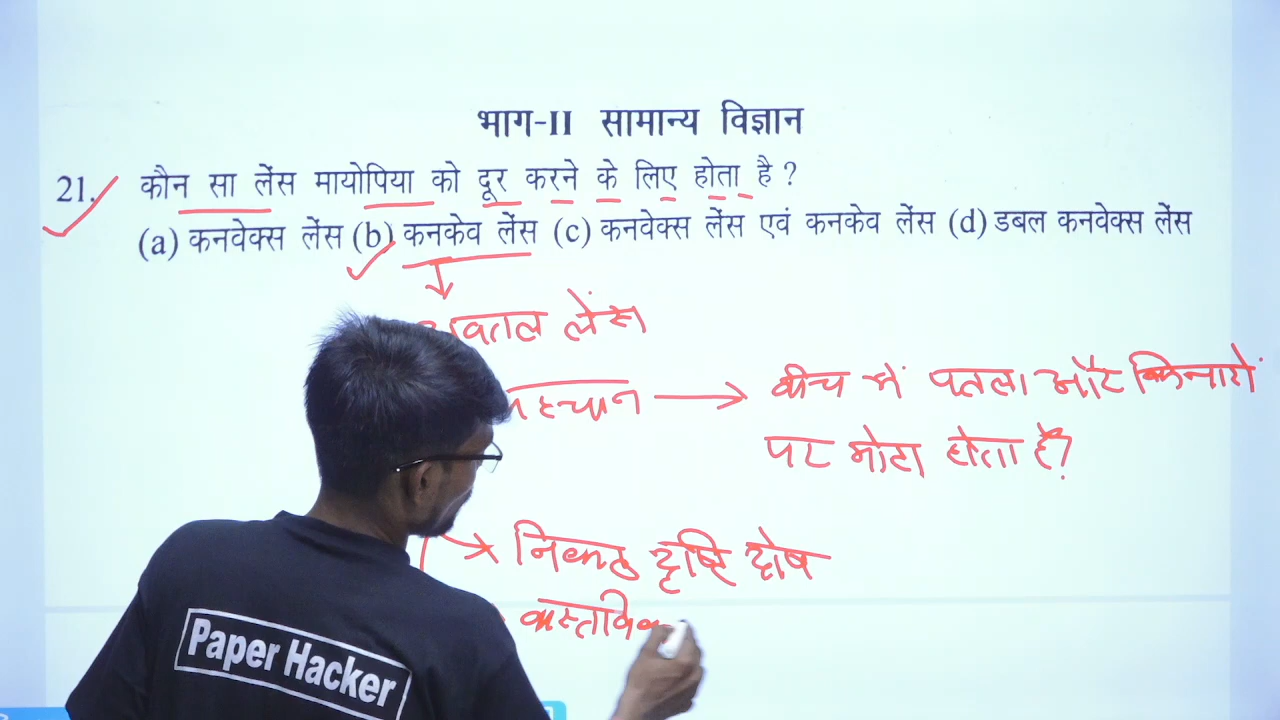 भाग-II सामान्य विज्ञान
21. कौन सा लेंस मायोपिया को दूर करने के लिए होता है ?
(a) कनवेक्स लेंस (b) कनकेव लेंस (c) कनवेक्स लेंस एवं कनकेव लेंस (d) डबल कनवेक्स लेंस
लेंस
बीच में पतला और किनारों
पर मोटा होता है?
निकट दृष्टि दोष
Paper Hacker